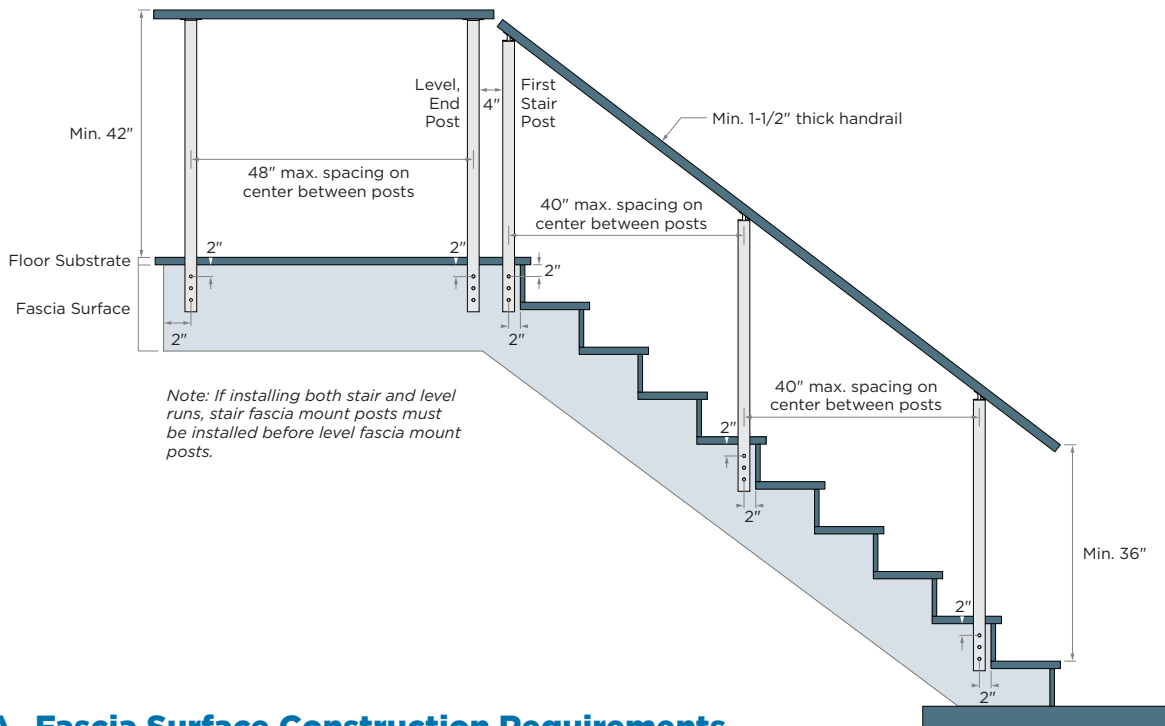 Level,
End
Post
4"
First
Stair
Post
Min. 42"
Min. 1-1/2" thick handrail
48" max. spacing on
center between posts
40" max. spacing on
center between posts
Floor Substrate
2"
2"
2"
Fascia Surface
2"
2"
Note: If installing both stair and level
runs, stair fascia mount posts must
be installed before level fascia mount
posts.
40" max. spacing on
center between posts
2"
2"
Min. 36"
2"
2"
A. Fascia Surface Construction Requirements